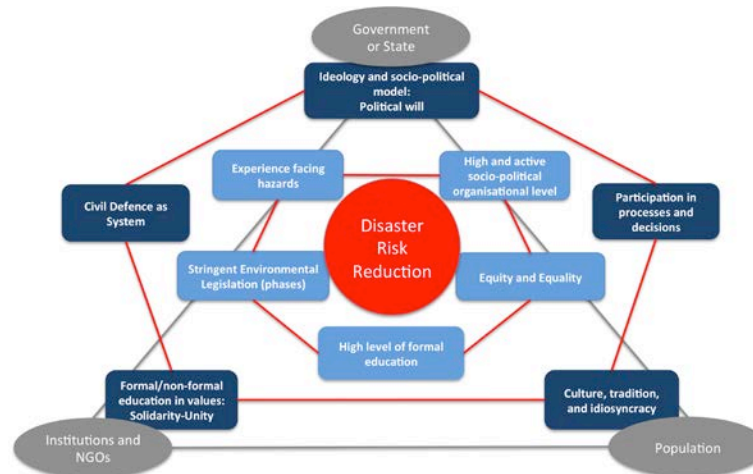 Government
or State
Ideology and socio-political
model:
Political will
Experience facing
hazards
High and active
socio-political
organisational level
Civil Defence as
System
Disaster
Risk
Reduction
Participation in
processes and
decisions
Stringent Environmental
Legislation (phases)
Equity and Equality
High level of formal
education
Formal/non-formal
education in values:
Solidarity-Unity
Culture, tradition,
and idiosyncracy
Institutions and
NGOs
Population